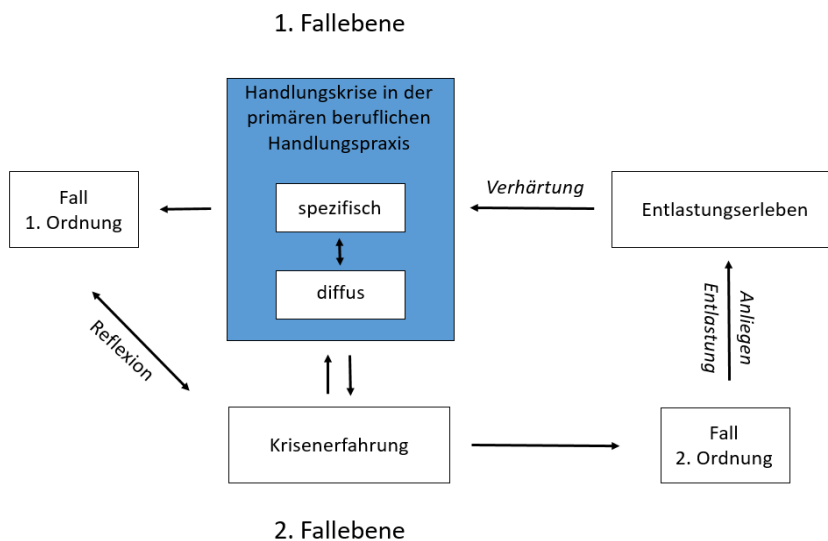 1. Fallebene
Handlungskrise in der
primären beruflichen
Handlungspraxis
spezifisch
diffus
Fall
1. Ordnung
Verhärtung
Entlastungserleben
Reflexion
Anliegen
Entlastung
Krisenerfahrung
Fall
2. Ordnung
2. Fallebene